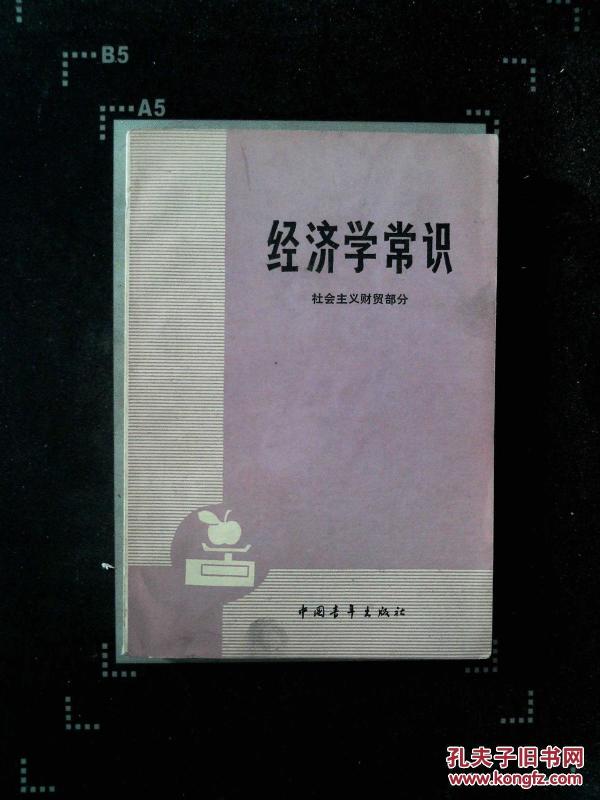 B5
A5
经济学常识
社会主义财贸部分
中国青年出版社
孔夫子旧书网
www.kongfz.com